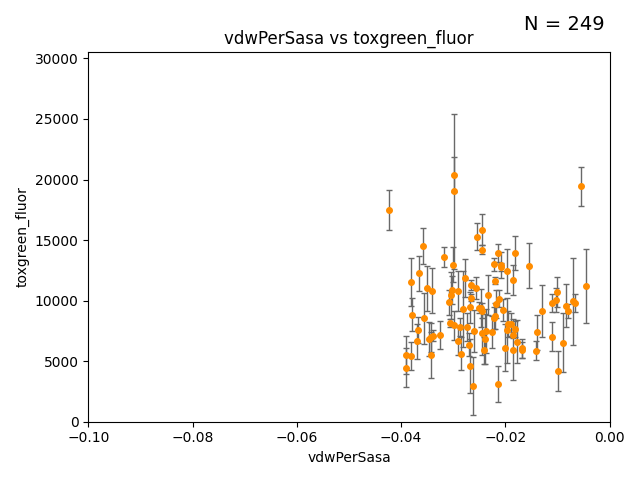 N = 249
vdwPerSasa vs toxgreen_fluor
30000
25000
20000
15000
10000
5000
0
toxgreen_fluor
−0.10 −0.08 −0.06 −0.04 −0.02 0.00
vdwPerSasa